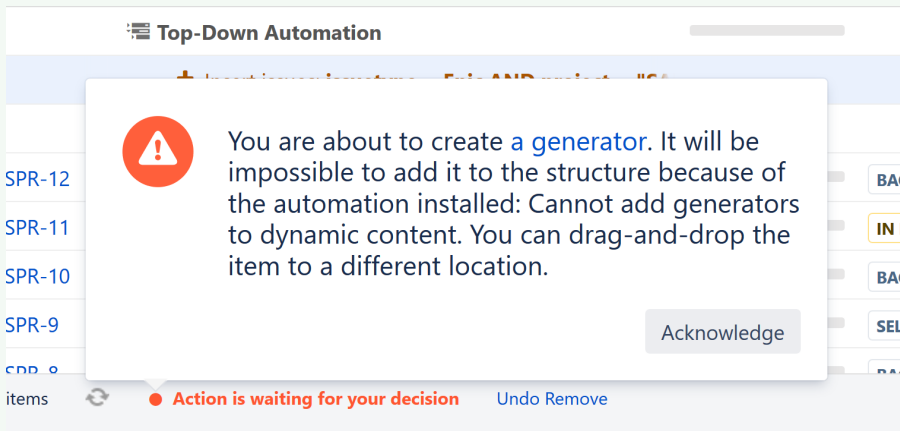 Top-Down Automation
You are about to create a generator. It will be
impossible to add it to the structure because of
the automation installed: Cannot add generators
to dynamic content. You can drag-and-drop the
item to a different location.
Acknowledge
SPR-12
SPR-11
IN
SPR-10
SPR-9
SPR-8
items
Action is waiting for your decision
Undo Remove